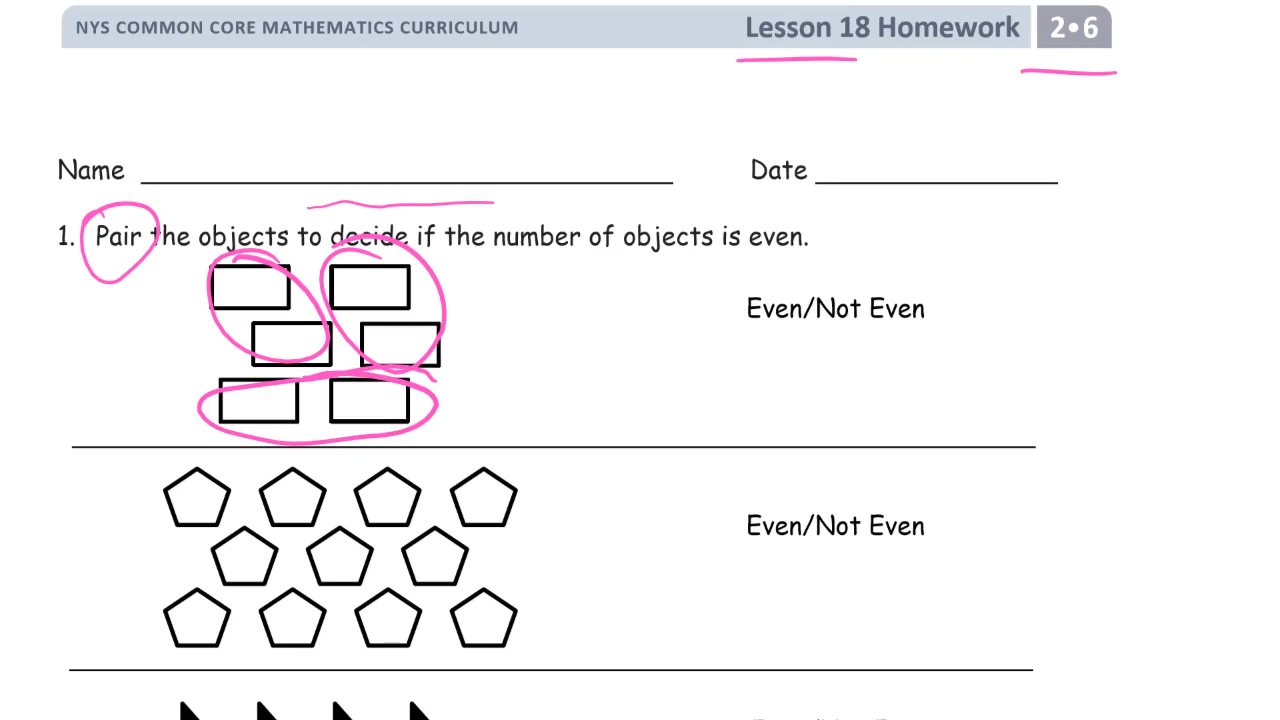 NYS COMMON CORE MATHEMATICS CURRICULUM
Lesson 18 Homework 2•6
Name Date
1. Pair the objects to decide if the number of objects is even.
Even/Not Even
Even/Not Even